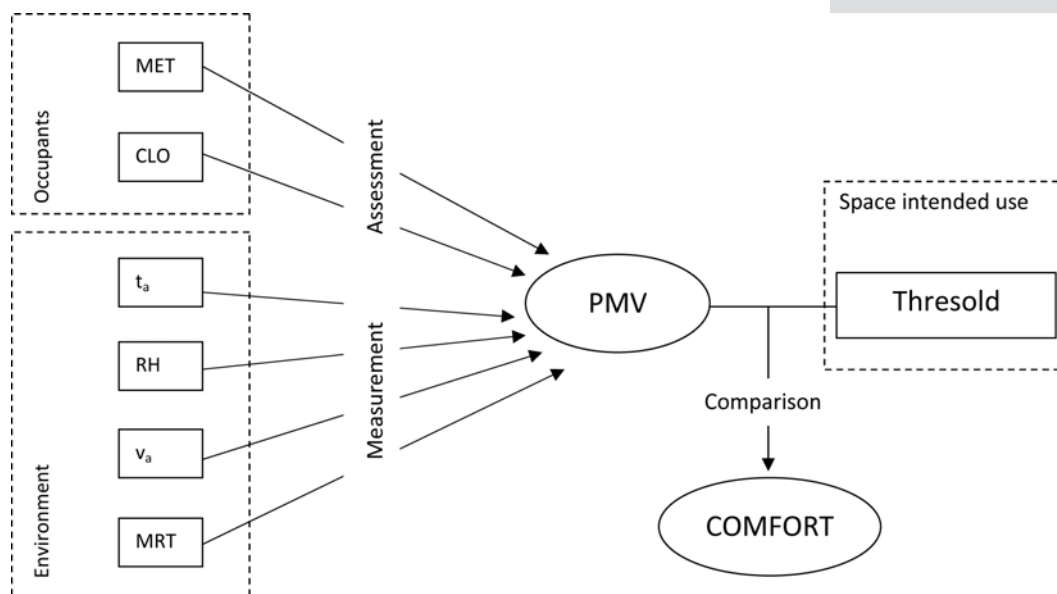 Occupants
MET
CLO
Environment
tₐ
RH
vₐ
MRT
Assessment
Measurement
PMV
Space intended use
Thresold
Comparison
COMFORT